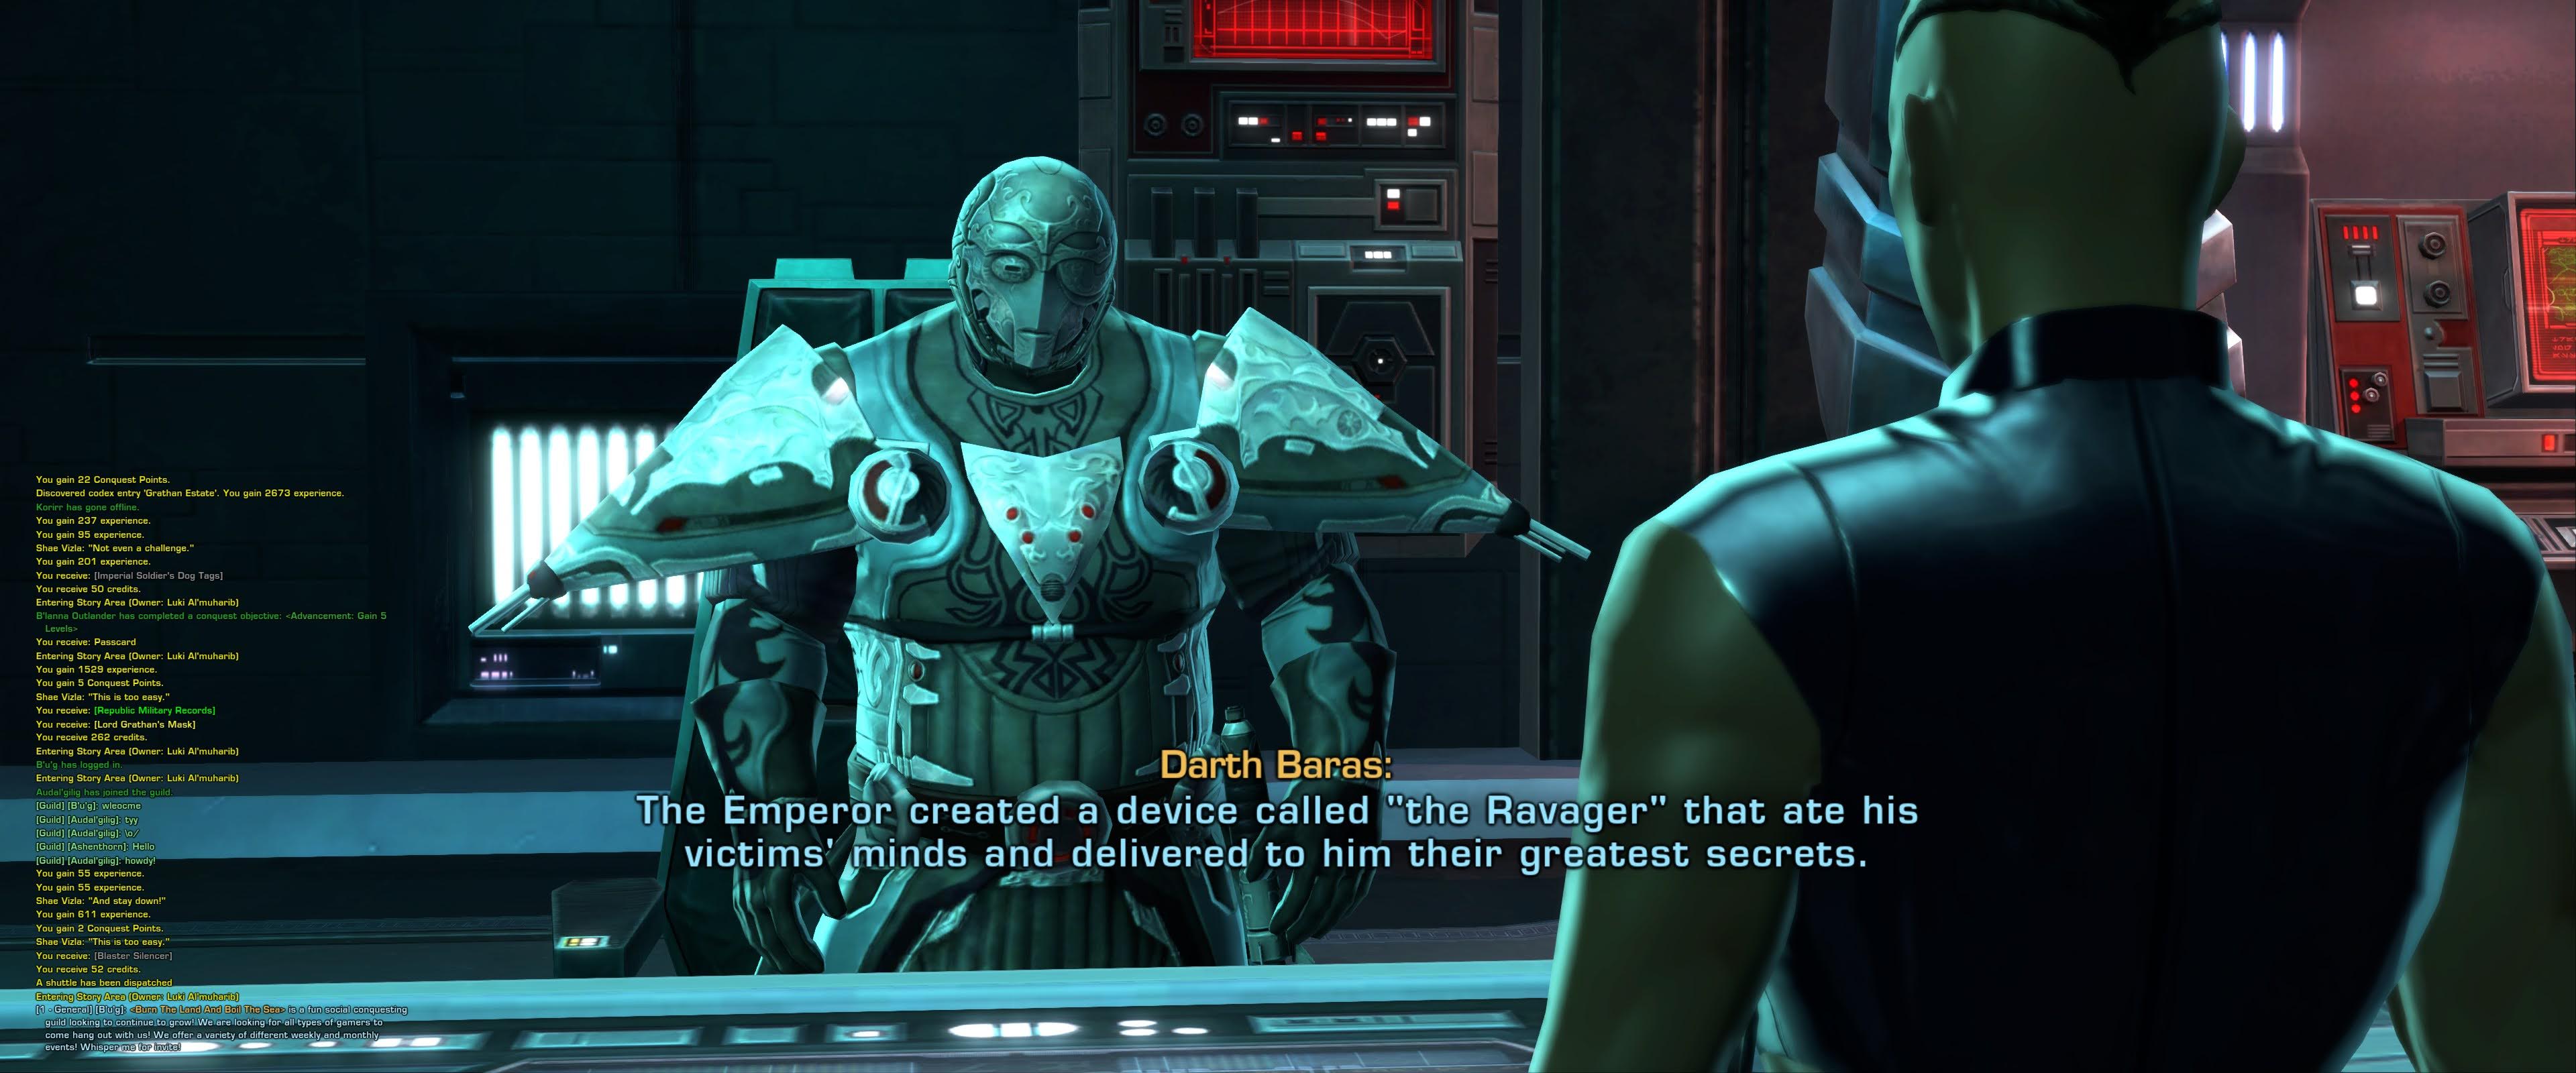 You gain 22 Conquest Points.
Discovered codex entry 'Grathan Estate'. You gain 2673 experience.
Korirr has gone offline.
You gain 237 experience.
You gain 95 experience.
Shae Vizla: "Not even a challenge."
You gain 201 experience.
You receive: [Imperial Soldier's Dog Tags]
You receive 50 credits.
Entering Story Area (Owner: Luki Al'muharib)
B'lanna Outlander has completed a conquest objective: <Advancement: Gain 5
Levels>
You receive: Passcard
Entering Story Area (Owner: Luki Al'muharib)
You gain 1529 experience.
You gain 5 Conquest Points.
Shae Vizla: "This is too easy."
You receive: [Republic Military Records]
You receive: [Lord Grathan's Mask]
You receive 262 credits.
Entering Story Area (Owner: Luki Al'muharib)
B'u'g has logged in.
Entering Story Area (Owner: Luki Al'muharib)
Audal'gilig has joined the guild.
[Guild] [B'u'g]: wleocme
[Guild] [Audal'gilig]: tyy
[Guild] [Audal'gilig]: \o/
[Guild] [Ashenthorn]: Hello
[Guild] [Audal'gilig]: howdy!
You gain 55 experience.
You gain 55 experience.
Shae Vizla: "And stay down!"
You gain 611 experience.
You gain 2 Conquest Points.
Shae Vizla: "This is too easy."
You receive: [Blaster Silencer]
You receive 52 credits.
A shuttle has been dispatched
Entering Story Area (Owner: Luki Al'muharib)
[1 - General] [B'u'g]: <Burn The Land And Boil The Sea> is a fun social conquesting
guild looking to continue to grow! We are looking for all types of gamers to
come hang out with us! We offer a variety of different weekly and monthly
events! Whisper me for invite!
Darth Baras:
The Emperor created a device called "the Ravager" that ate his
victims' minds and delivered to him their greatest secrets.